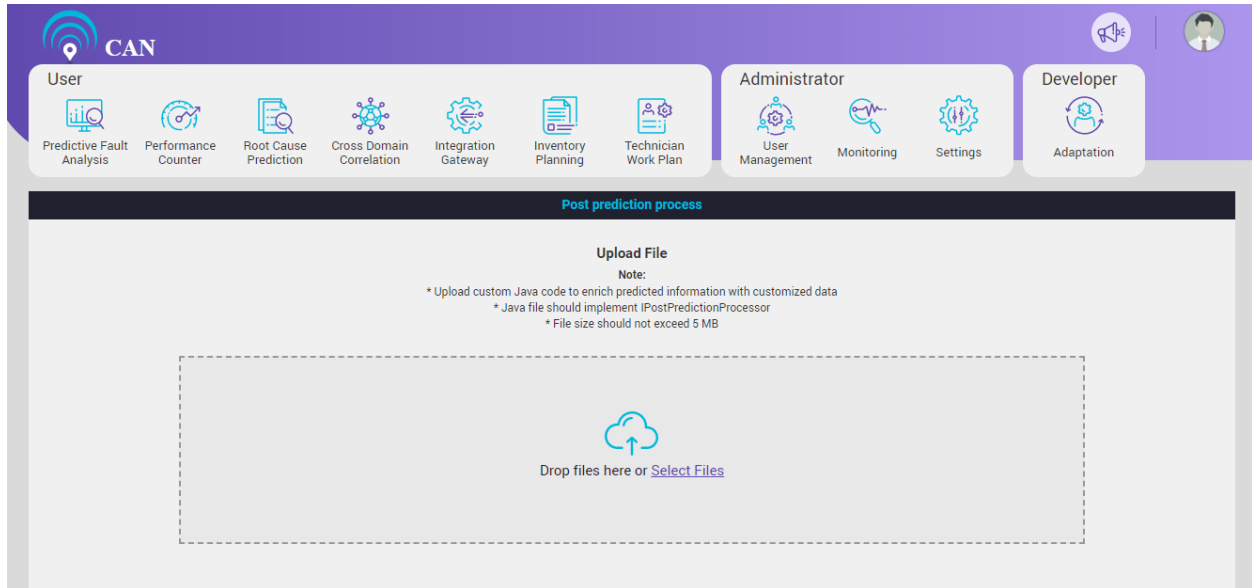 CAN
User
Administrator
Developer
Predictive Fault Analysis
Performance Counter
Root Cause Prediction
Cross Domain Correlation
Integration Gateway
Inventory Planning
Technician Work Plan
User Management
Monitoring
Settings
Adaptation
Post prediction process
Upload File
Note:
* Upload custom Java code to enrich predicted information with customized data
* Java file should implement IPostPredictionProcessor
* File size should not exceed 5 MB
Drop files here or Select Files